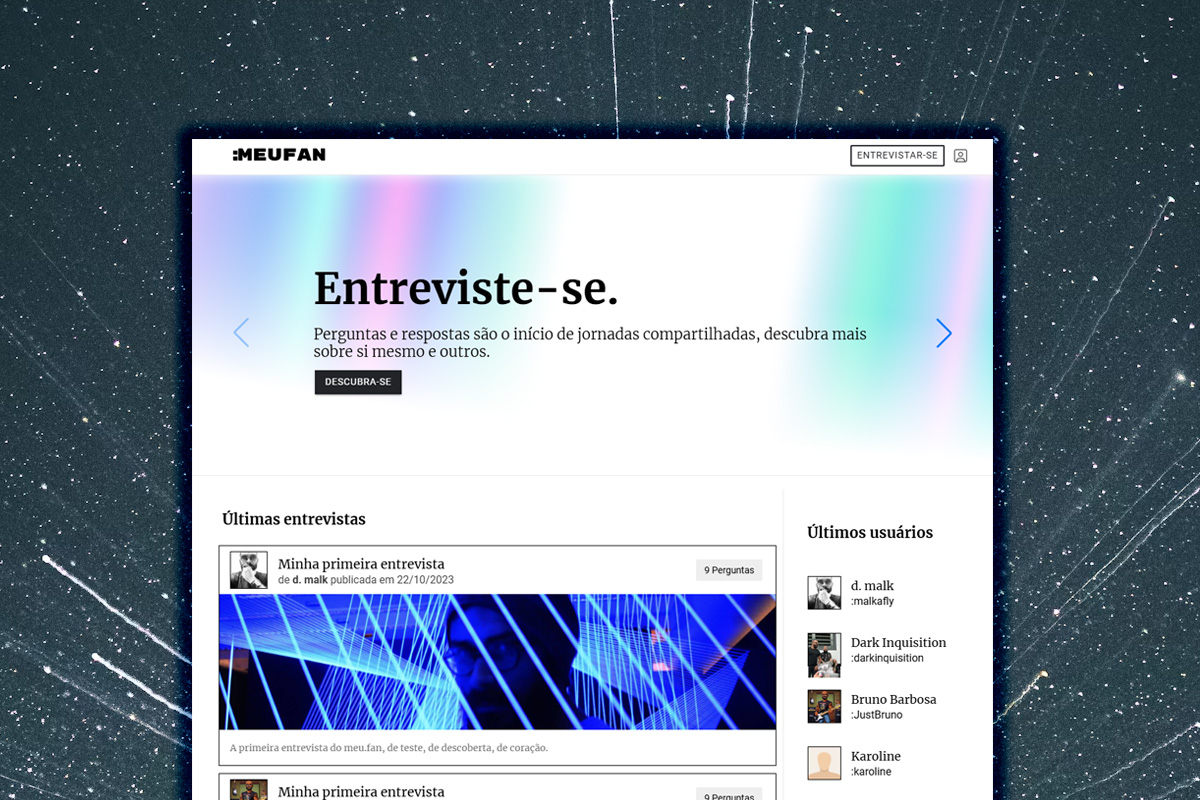 :MEUFAN
ENTREVISTAR-SE
Entreviste-se.
Perguntas e respostas são o início de jornadas compartilhadas, descubra mais
sobre si mesmo e outros.
DESCUBRA-SE
Últimas entrevistas
Minha primeira entrevista
de d. malk publicada em 22/10/2023
9 Perguntas
A primeira entrevista do meu.fan, de teste, de descoberta, de coração.
Minha primeira entrevista
9 Perguntas
Últimos usuários
d. malk
:malkafly
Dark Inquisition
:darkinquisition
Bruno Barbosa
:JustBruno
Karoline
:karoline